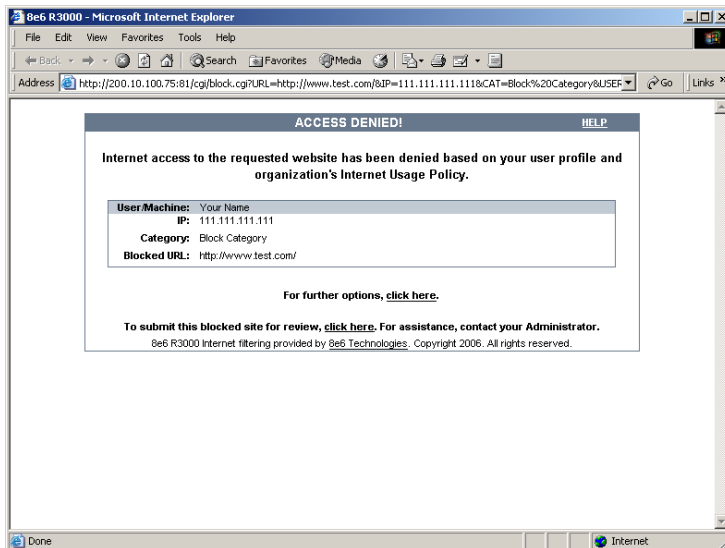 8e6 R3000 - Microsoft Internet Explorer
File Edit View Favorites Tools Help
Back Search Favorites Media
Address http://200.10.100.75:81/cgi/block.cgi?URL=http://www.test.com/&IP=111.111.111.111&CAT=Block%20Category&USEF Go Links »
ACCESS DENIED! HELP
Internet access to the requested website has been denied based on your user profile and
organization's Internet Usage Policy.
User/Machine: Your Name
IP: 111.111.111.111
Category: Block Category
Blocked URL: http://www.test.com/
For further options, click here.
To submit this blocked site for review, click here. For assistance, contact your Administrator.
8e6 R3000 Internet filtering provided by 8e6 Technologies. Copyright 2006. All rights reserved.
Done Internet